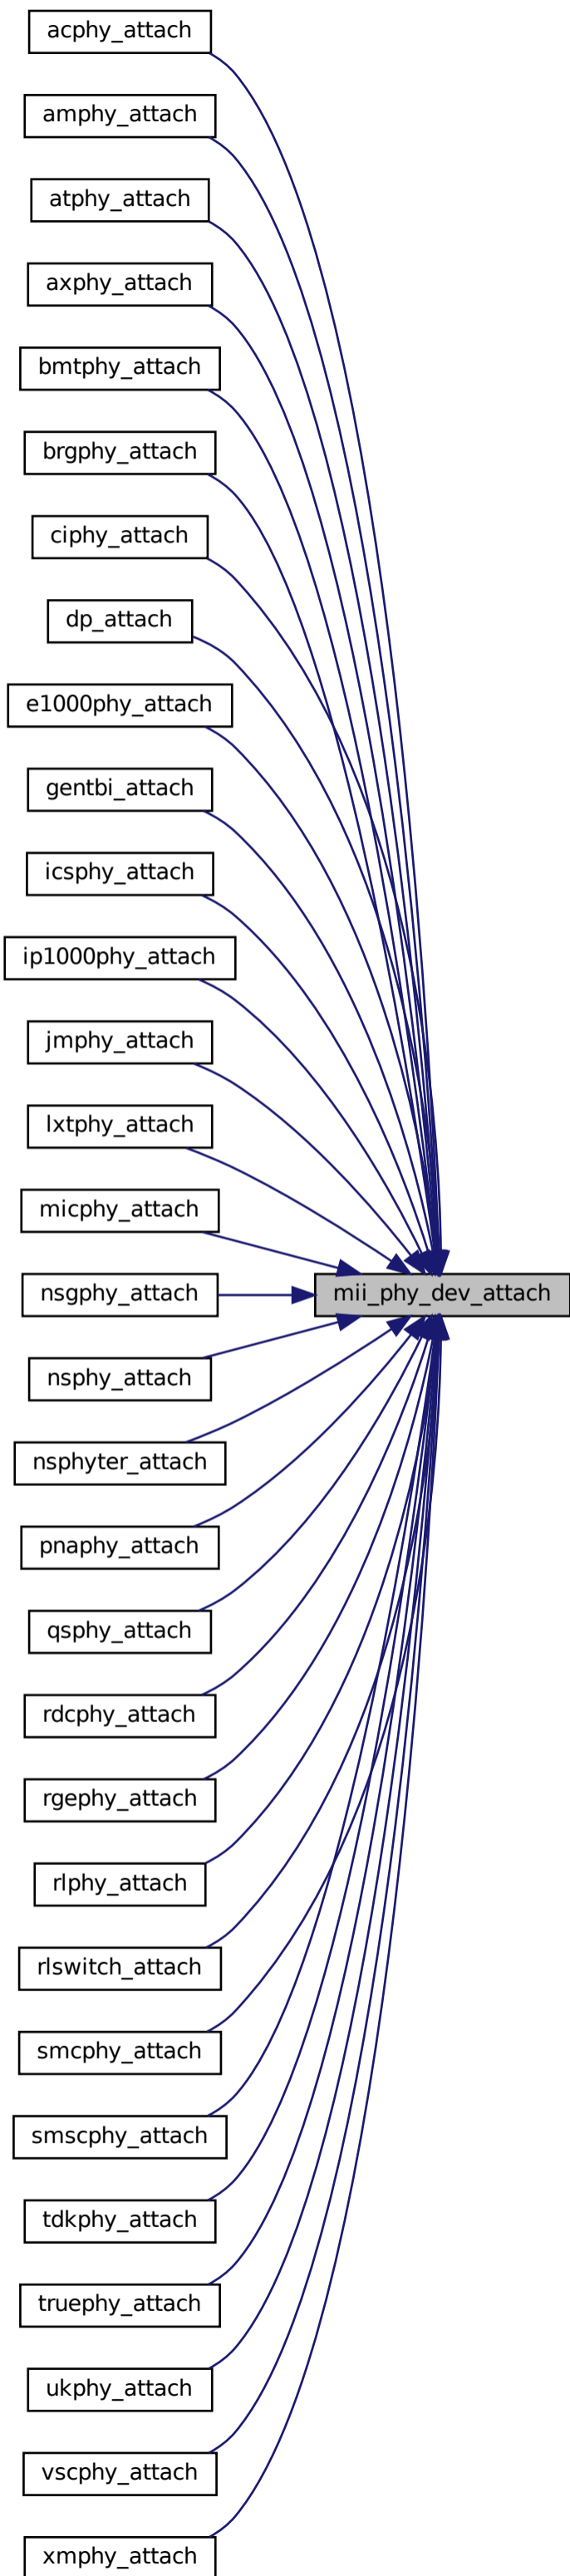 acphy_attach
amphy_attach
atphy_attach
axphy_attach
bmtphy_attach
brgphy_attach
ciphy_attach
dp_attach
e1000phy_attach
gentbi_attach
icsphy_attach
ip1000phy_attach
jmphy_attach
lxtphy_attach
micphy_attach
nsgphy_attach
mii_phy_dev_attach
nsphy_attach
nsphyter_attach
pnaphy_attach
qsphy_attach
rdcphy_attach
rgephy_attach
rlphy_attach
rlswitch_attach
smcphy_attach
smscphy_attach
tdkphy_attach
truephy_attach
ukphy_attach
vscphy_attach
xmphy_attach